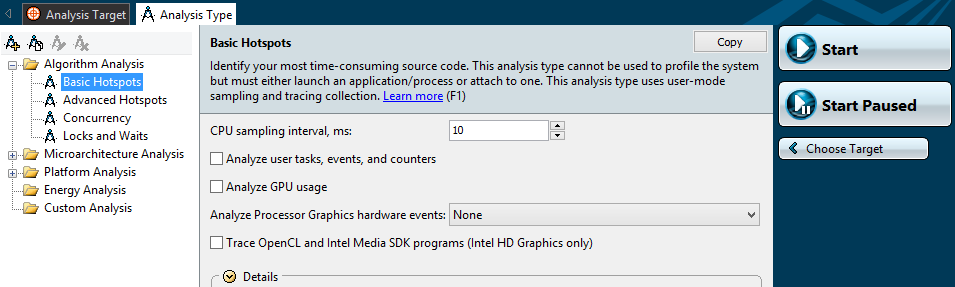 Analysis Target
Analysis Type
Algorithm Analysis
Basic Hotspots
Advanced Hotspots
Concurrency
Locks and Waits
Microarchitecture Analysis
Platform Analysis
Energy Analysis
Custom Analysis
Basic Hotspots
Copy
Identify your most time-consuming source code. This analysis type cannot be used to profile the system
but must either launch an application/process or attach to one. This analysis type uses user-mode
sampling and tracing collection. Learn more (F1)
CPU sampling interval, ms: 10
Analyze user tasks, events, and counters
Analyze GPU usage
Analyze Processor Graphics hardware events: None
Trace OpenCL and Intel Media SDK programs (Intel HD Graphics only)
Details
Start
Start Paused
Choose Target